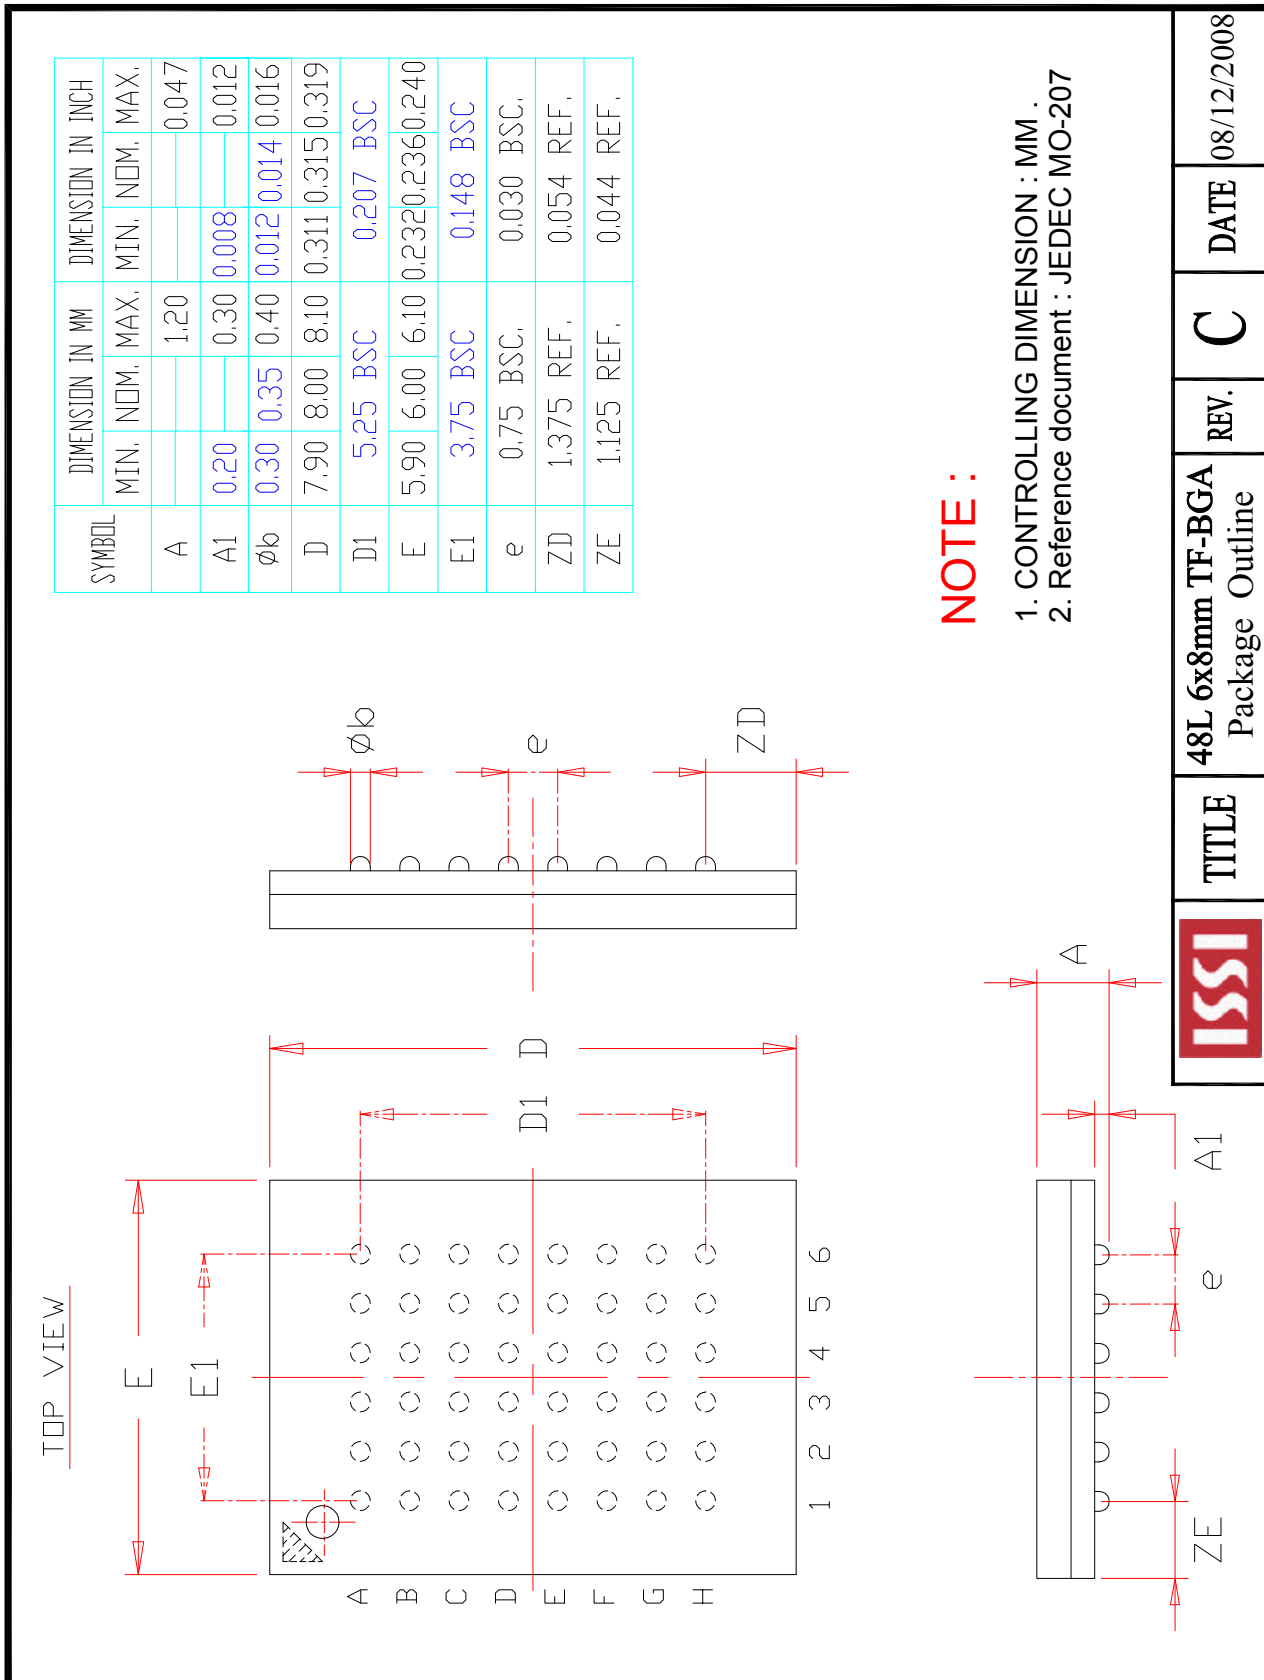 TOP VIEW
E
E1
D
D1
A
B
C
D
E
F
G
H
1 2 3 4 5 6
Øb
e
ZD
A
A1
e
ZE
SYMBOL DIMENSION IN MM DIMENSION IN INCH
MIN. NOM. MAX. MIN. NOM. MAX.
A 1.20 0.047
A1 0.20 0.30 0.008 0.012
Øb 0.30 0.35 0.40 0.012 0.014 0.016
D 7.90 8.00 8.10 0.311 0.315 0.319
D1 5.25 BSC 0.207 BSC
E 5.90 6.00 6.10 0.232 0.236 0.240
E1 3.75 BSC 0.148 BSC
e 0.75 BSC. 0.030 BSC.
ZD 1.375 REF. 0.054 REF.
ZE 1.125 REF. 0.044 REF.
NOTE :
1. CONTROLLING DIMENSION : MM .
2. Reference document : JEDEC MO-207
ISSI
TITLE
48L 6x8mm TF-BGA
Package Outline
REV.
C
DATE
08/12/2008